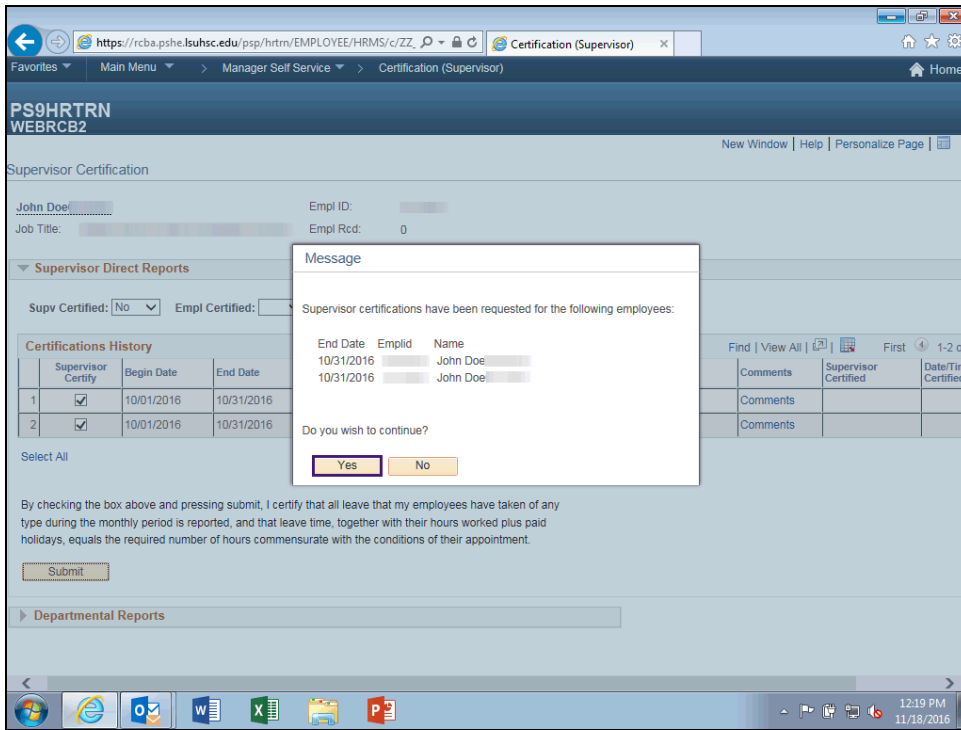 https://rcba.pshe.lsuhsc.edu/psp/hrtrn/EMPLOYEE/HRMS/c/ZZ_
Certification (Supervisor)
Favorites Main Menu > Manager Self Service > Certification (Supervisor) Home
PS9HRTRN
WEBRCB2
New Window | Help | Personalize Page |
Supervisor Certification
John Doe Empl ID:
Job Title: Empl Rcd: 0
Message
Supervisor Direct Reports
Supv Certified: No Empl Certified:
Supervisor certifications have been requested for the following employees:
End Date Emplid Name
10/31/2016 John Doe
10/31/2016 John Doe
Certifications History Find | View All | First 1-2
Supervisor Certify Begin Date End Date Comments Supervisor Certified Certified
1 10/01/2016 10/31/2016 Comments
2 10/01/2016 10/31/2016 Comments
Do you wish to continue?
Yes No
Select All
By checking the box above and pressing submit, I certify that all leave that my employees have taken of any
type during the monthly period is reported, and that leave time, together with their hours worked plus paid
holidays, equals the required number of hours commensurate with the conditions of their appointment.
Submit
Departmental Reports
12:19 PM
11/18/2016